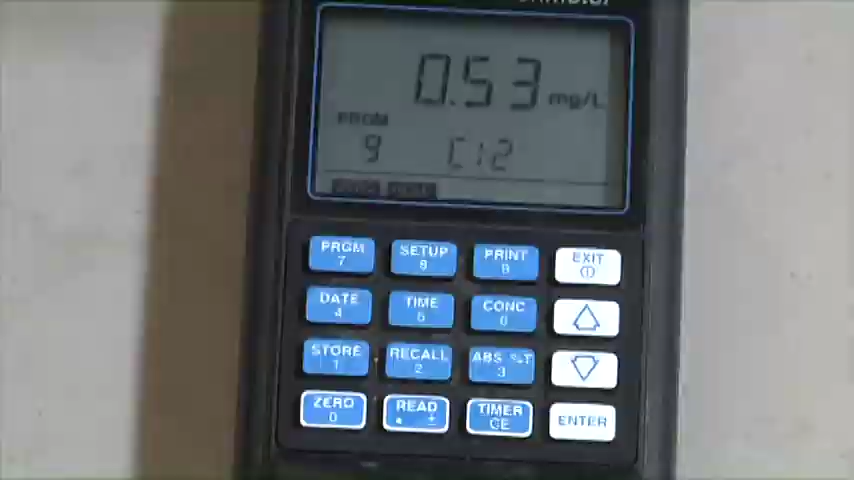 0.53 mg/L
PRGM
9 Cl2
PRGM 7 SETUP 8 PRINT 9 EXIT
DATE 4 TIME 5 CONC 6
STORE 1 RECALL 2 ABS %T 3
ZERO 0 READ • ± TIMER CE ENTER